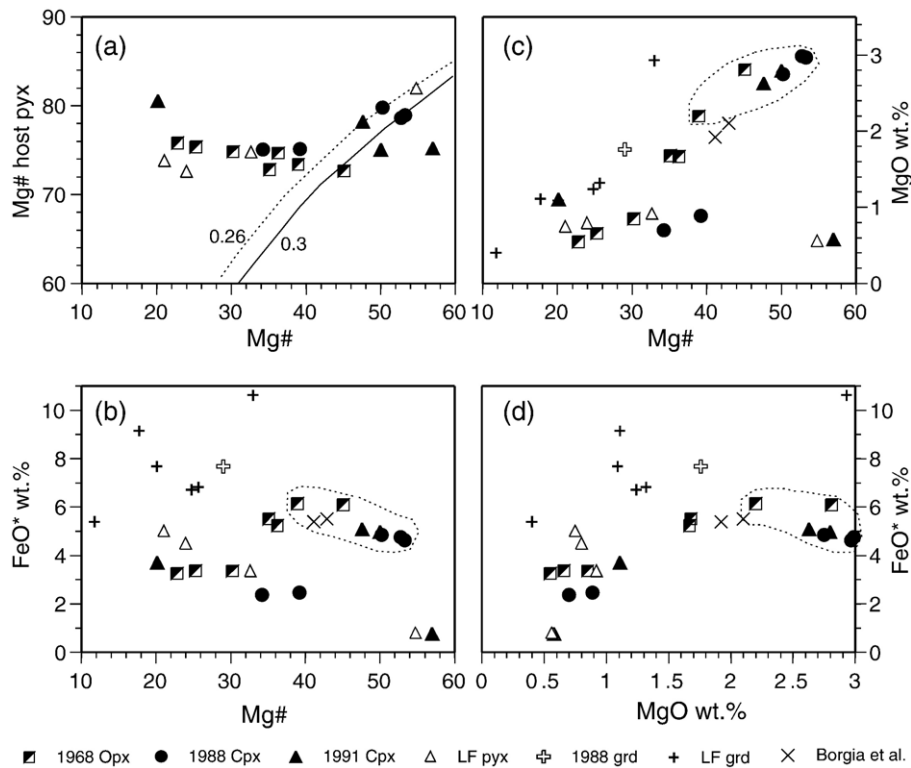 (a)
90
80
70
60
Mg# host pyx
0.26
0.3
10 20 30 40 50 60
Mg#
(c)
3
2
1
0
MgO wt.%
10 20 30 40 50 60
Mg#
(b)
10
8
6
4
2
0
FeO* wt.%
10 20 30 40 50 60
Mg#
(d)
10
8
6
4
2
0
FeO* wt.%
0 0.5 1 1.5 2 2.5 3
MgO wt.%
1968 Opx 1988 Cpx 1991 Cpx LF pyx 1988 grd LF grd Borgia et al.